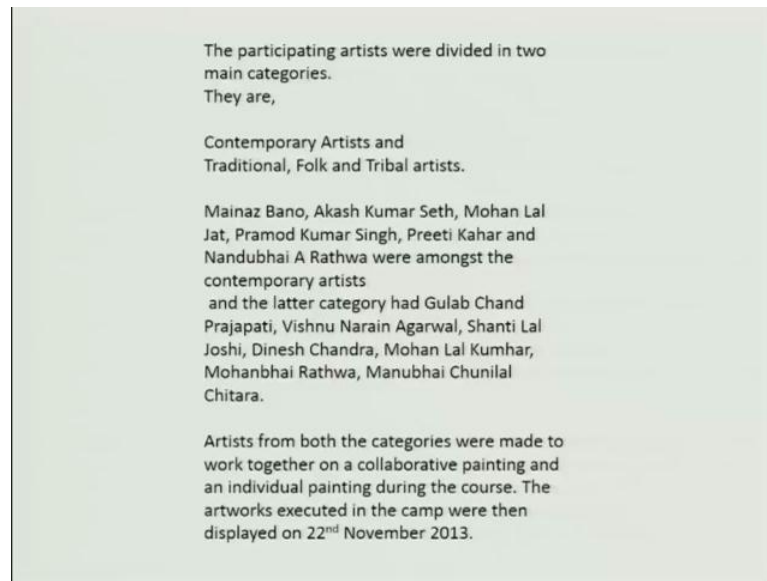 The participating artists were divided in two
main categories.
They are,
Contemporary Artists and
Traditional, Folk and Tribal artists.
Mainaz Bano, Akash Kumar Seth, Mohan Lal
Jat, Pramod Kumar Singh, Preeti Kahar and
Nandubhai A Rathwa were amongst the
contemporary artists
and the latter category had Gulab Chand
Prajapati, Vishnu Narain Agarwal, Shanti Lal
Joshi, Dinesh Chandra, Mohan Lal Kumhar,
Mohanbhai Rathwa, Manubhai Chunilal
Chitara.
Artists from both the categories were made to
work together on a collaborative painting and
an individual painting during the course. The
artworks executed in the camp were then
displayed on 22nd November 2013.